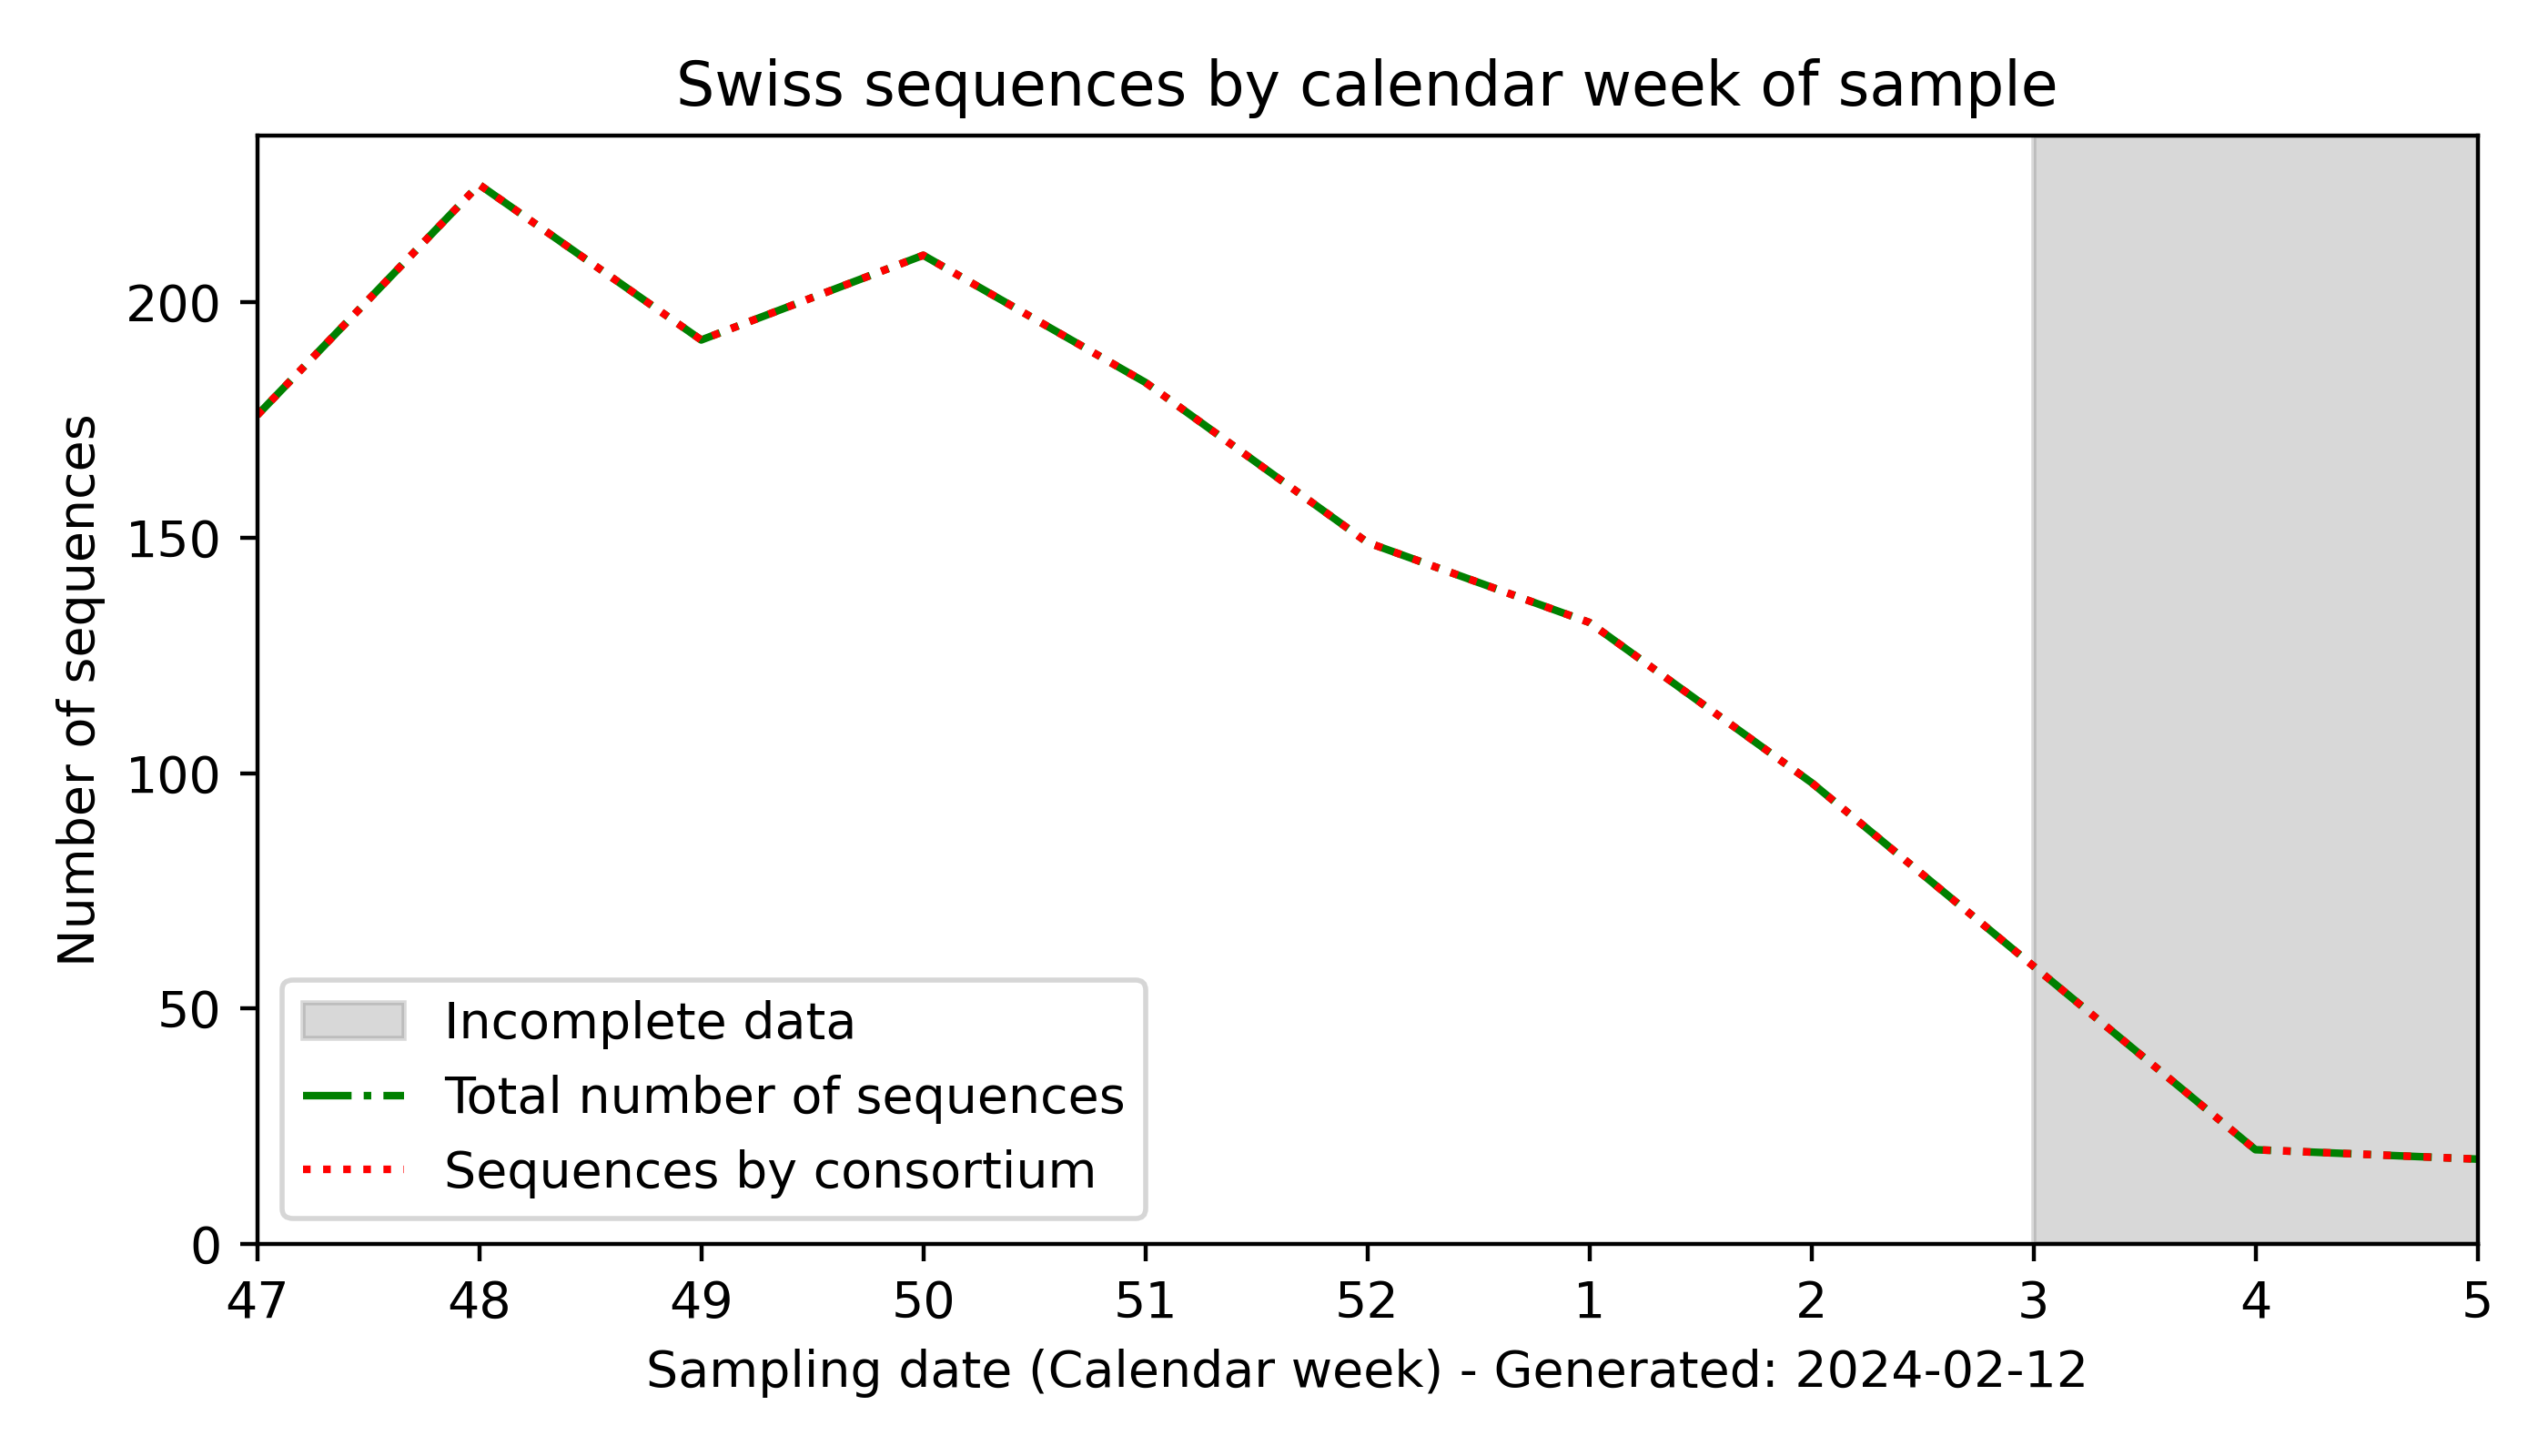 Swiss sequences by calendar week of sample
Number of sequences
200
150
100
50
0
Incomplete data
Total number of sequences
Sequences by consortium
47 48 49 50 51 52 1 2 3 4 5
Sampling date (Calendar week) - Generated: 2024-02-12